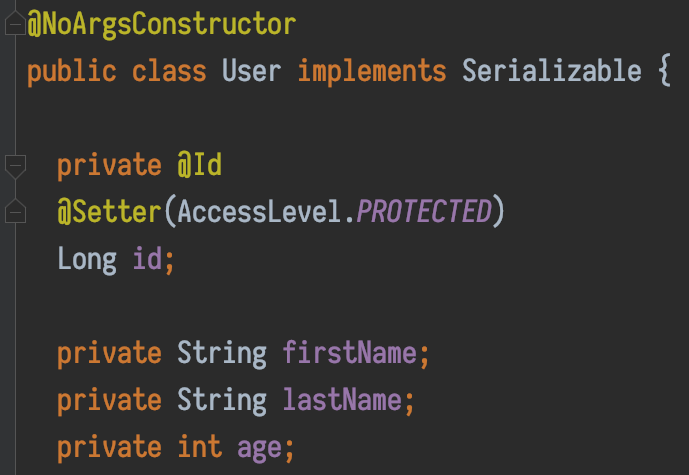 @NoArgsConstructor
public class User implements Serializable {
private @Id
@Setter(AccessLevel.PROTECTED)
Long id;
private String firstName;
private String lastName;
private int age;